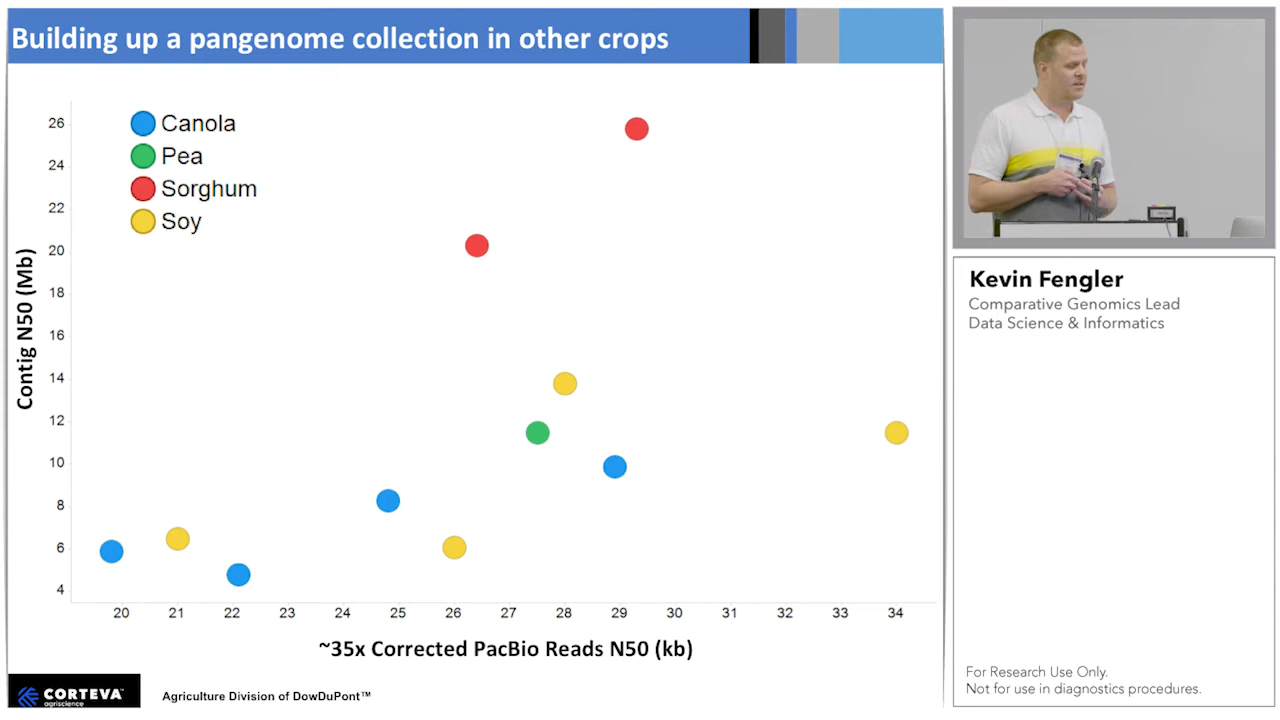 Building up a pangenome collection in other crops
Canola
Pea
Sorghum
Soy
Contig N50 (Mb)
26
24
22
20
18
16
14
12
10
8
6
4
20 21 22 23 24 25 26 27 28 29 30 31 32 33 34
~35x Corrected PacBio Reads N50 (kb)
CORTEVA™
agriscience
Agriculture Division of DowDuPont™
Kevin Fengler
Comparative Genomics Lead
Data Science & Informatics
For Research Use Only.
Not for use in diagnostics procedures.